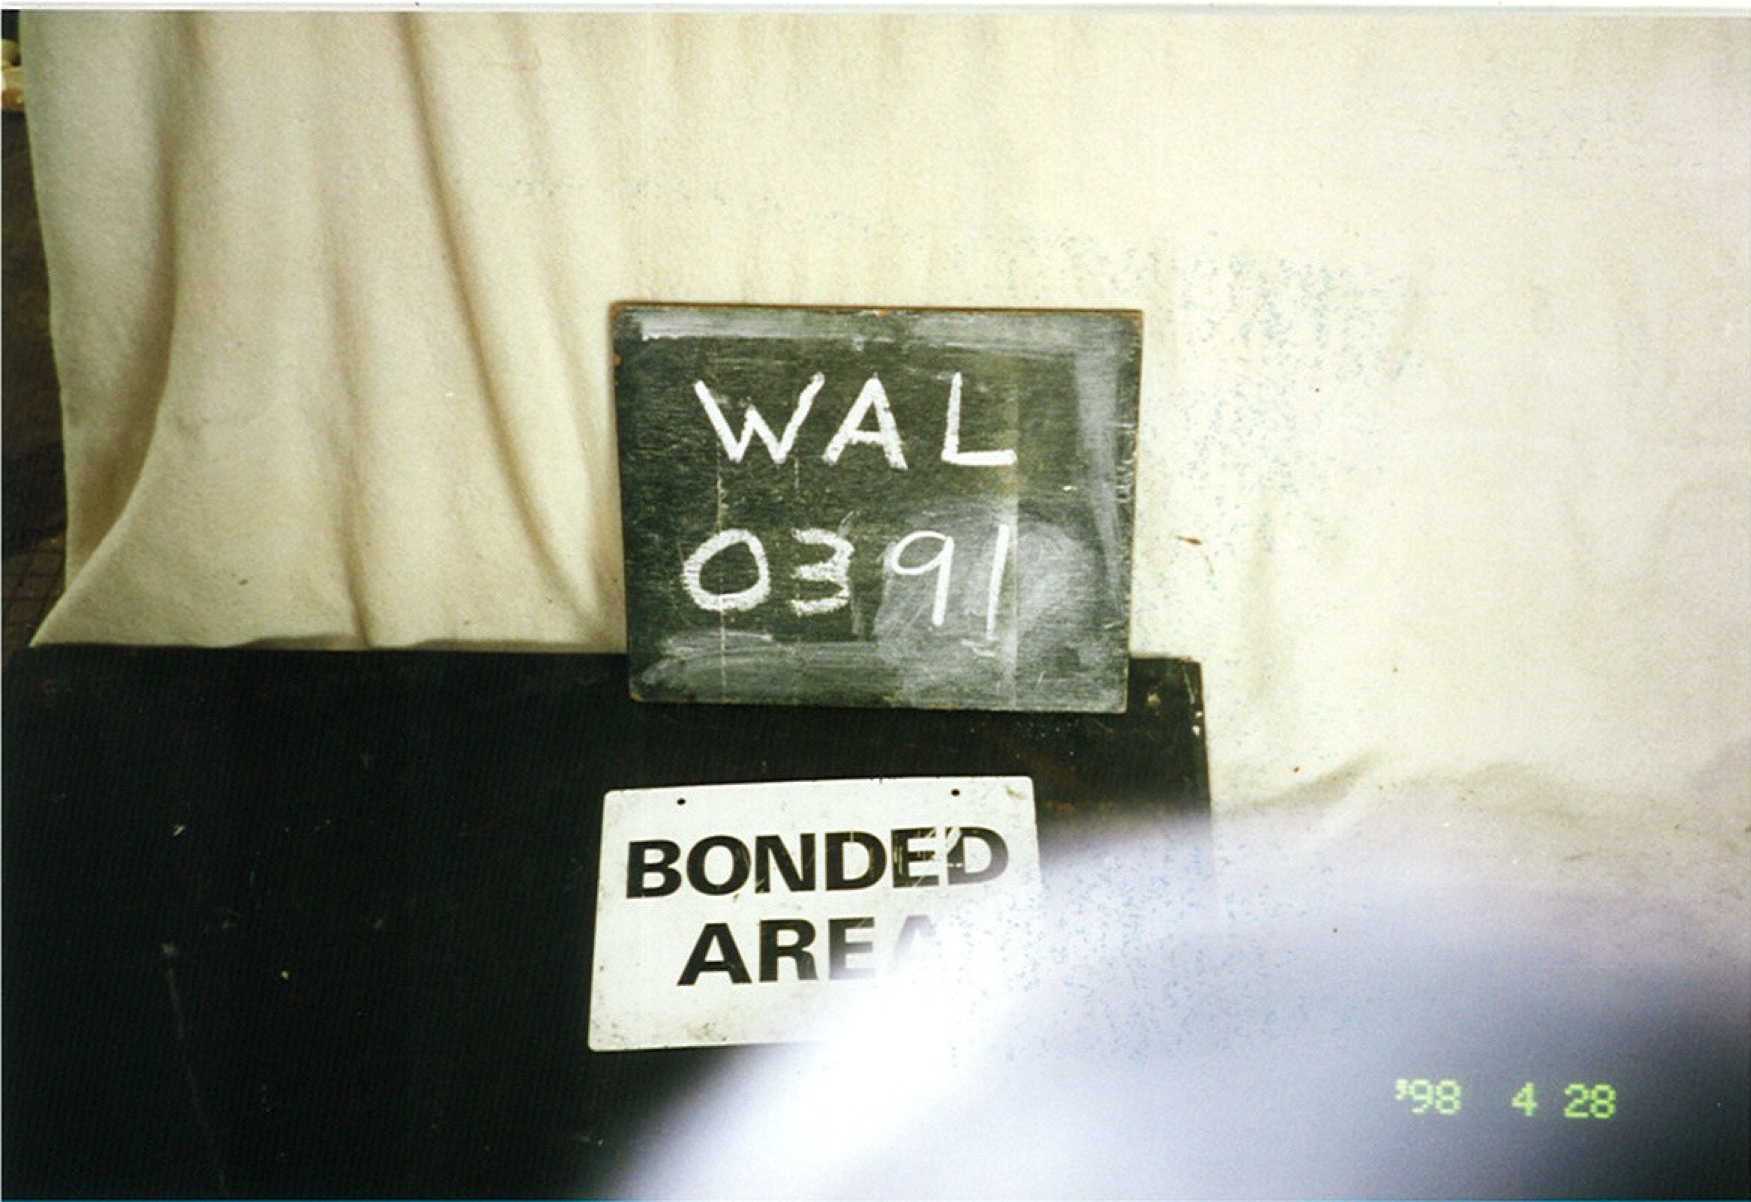 WAL
0391
BONDED
AREA
'98 4 28